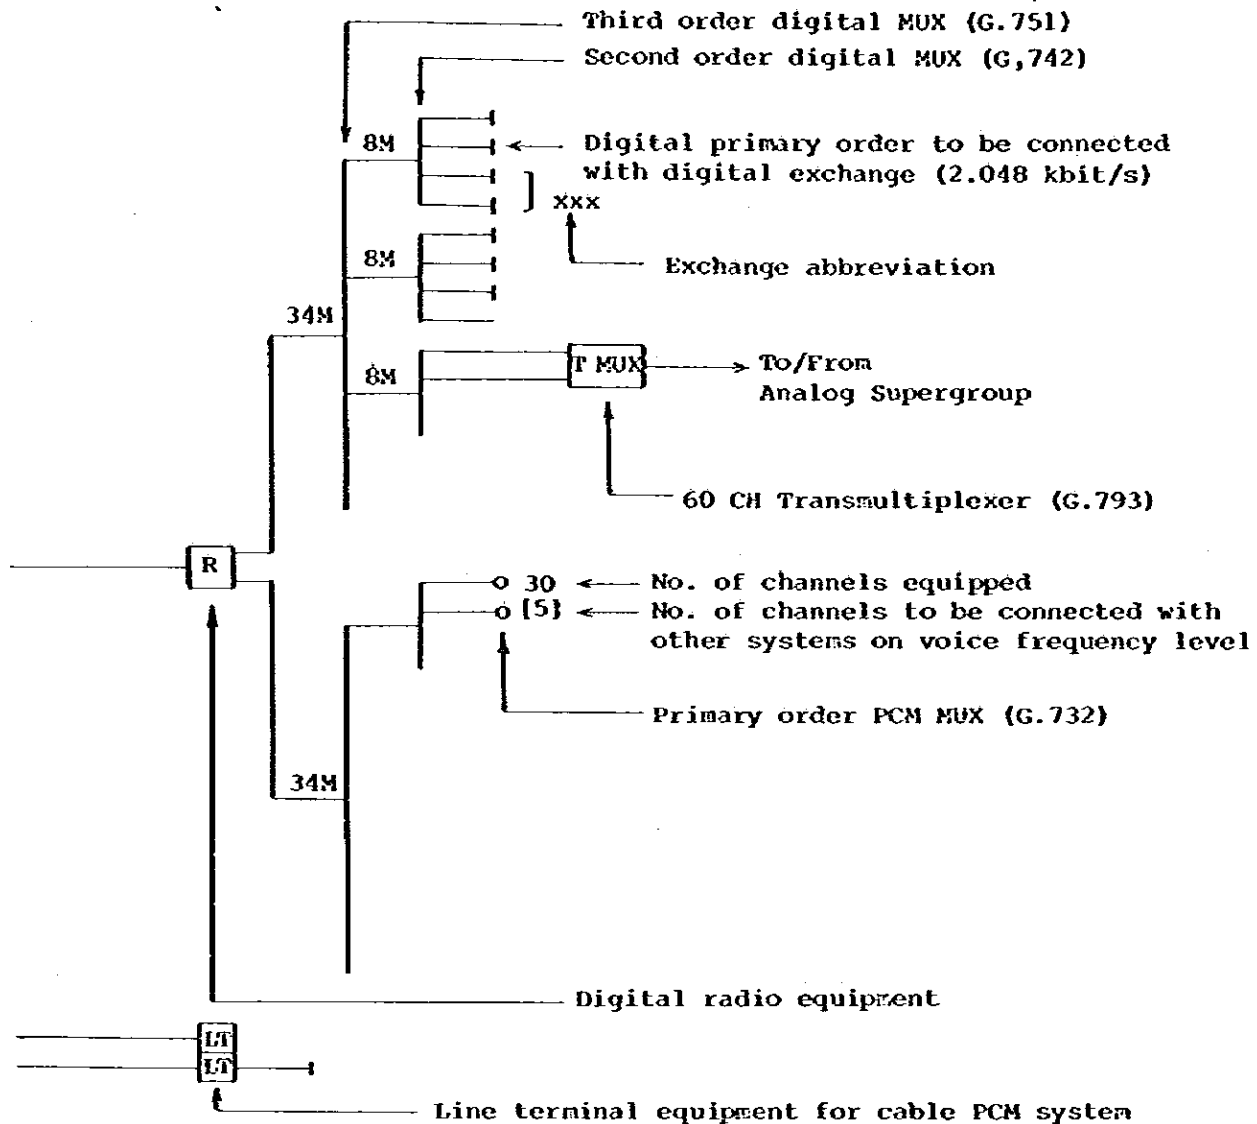 Third order digital MUX (G.751)
Second order digital MUX (G,742)
8M
Digital primary order to be connected
with digital exchange (2.048 kbit/s)
xxx
8M
Exchange abbreviation
34M
T MUX
To/From
8M
Analog Supergroup
60 CH Transmultiplexer (G.793)
R
30
No. of channels equipped
(5)
No. of channels to be connected with
other systems on voice frequency level
Primary order PCM MUX (G.732)
34M
Digital radio equipment
LT
LT
Line terminal equipment for cable PCM system